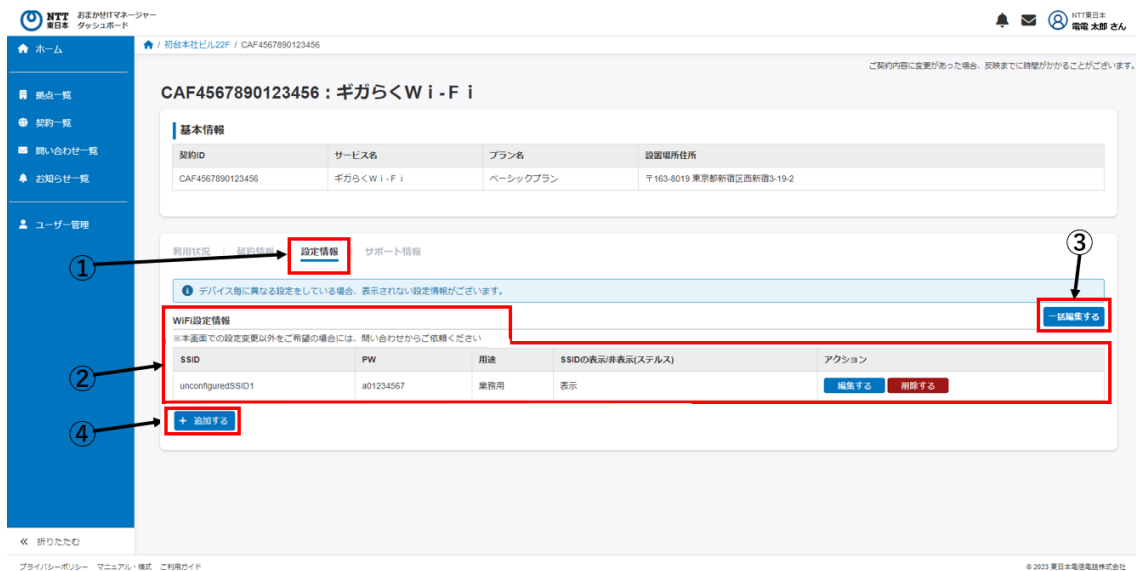 NTT 東日本 おまかせITマネージャー ダッシュボード
NTT東日本
電電 太郎 さん
ホーム
/ 初台本社ビル22F / CAF4567890123456
ご契約内容に変更があった場合、反映までに時間がかかることがございます。
拠点一覧
契約一覧
問い合わせ一覧
お知らせ一覧
ユーザー管理
CAF4567890123456：ギガらくＷｉ-Ｆｉ
基本情報
契約ID サービス名 プラン名 設置場所住所
CAF4567890123456 ギガらくＷｉ-Ｆｉ ベーシックプラン 〒163-8019 東京都新宿区西新宿3-19-2
利用状況 契約情報 設定情報 サポート情報
①
③
デバイス毎に異なる設定をしている場合、表示されない設定情報がございます。
WiFi設定情報
一括編集する
※本画面での設定変更以外をご希望の場合には、問い合わせからご依頼ください
SSID PW 用途 SSIDの表示/非表示(ステルス) アクション
②
unconfiguredSSID1 a01234567 業務用 表示 編集する 削除する
④
+ 追加する
≪ 折りたたむ
プライバシーポリシー マニュアル・様式 ご利用ガイド
© 2023 東日本電信電話株式会社